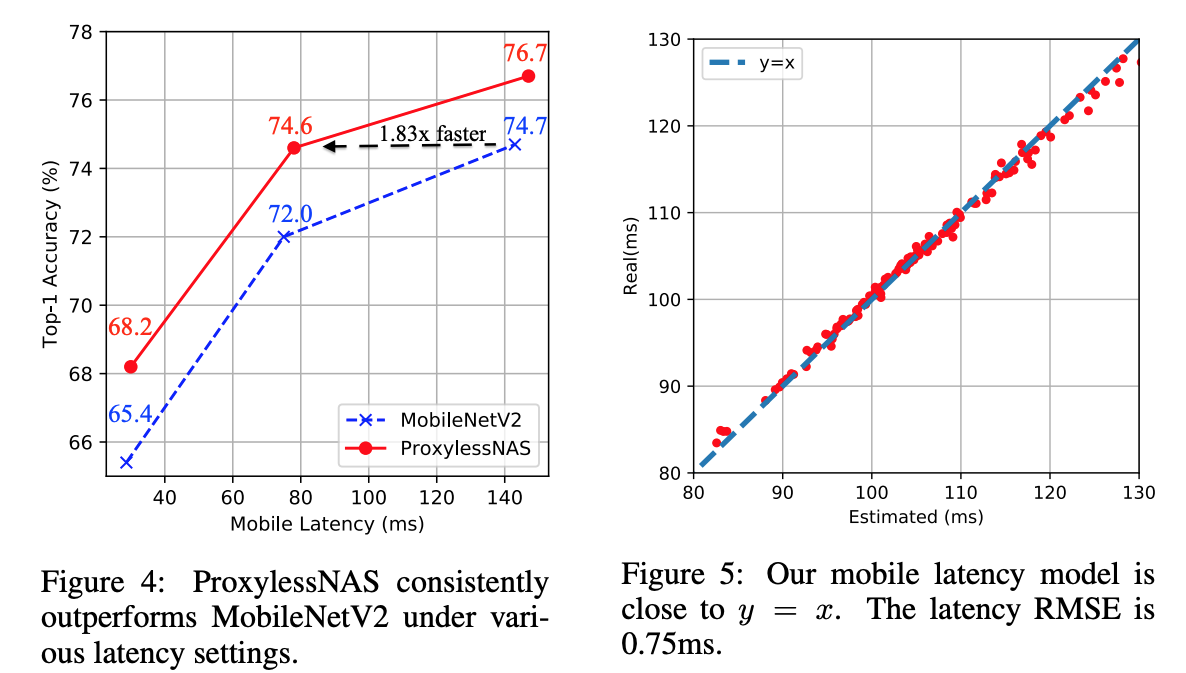 78
76
74
72
70
68
66
Top-1 Accuracy (%)
76.7
74.6
74.7
1.83x faster
72.0
68.2
65.4
MobileNetV2
ProxylessNAS
40 60 80 100 120 140
Mobile Latency (ms)
Figure 4: ProxylessNAS consistently
outperforms MobileNetV2 under vari-
ous latency settings.
130
120
110
100
90
80
Real(ms)
y=x
80 90 100 110 120 130
Estimated (ms)
Figure 5: Our mobile latency model is
close to y = x. The latency RMSE is
0.75ms.